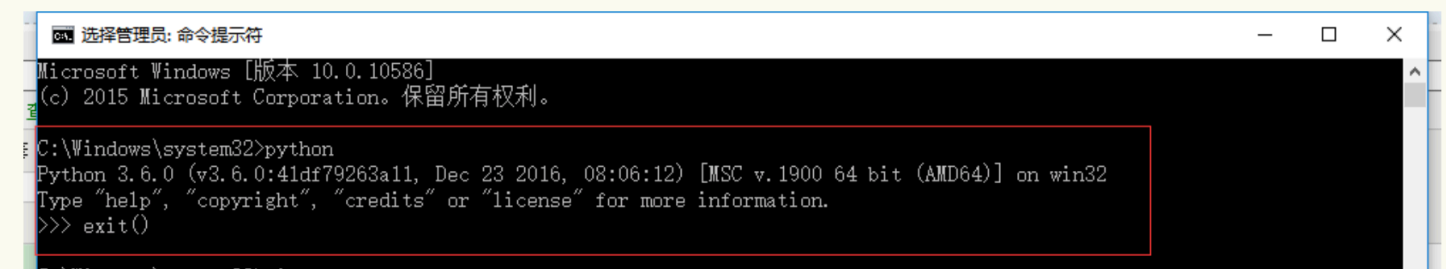 选择管理员: 命令提示符
Microsoft Windows [版本 10.0.10586]
(c) 2015 Microsoft Corporation。保留所有权利。
C:\Windows\system32>python
Python 3.6.0 (v3.6.0:41df79263a11, Dec 23 2016, 08:06:12) [MSC v.1900 64 bit (AMD64)] on win32
Type "help", "copyright", "credits" or "license" for more information.
>>> exit()